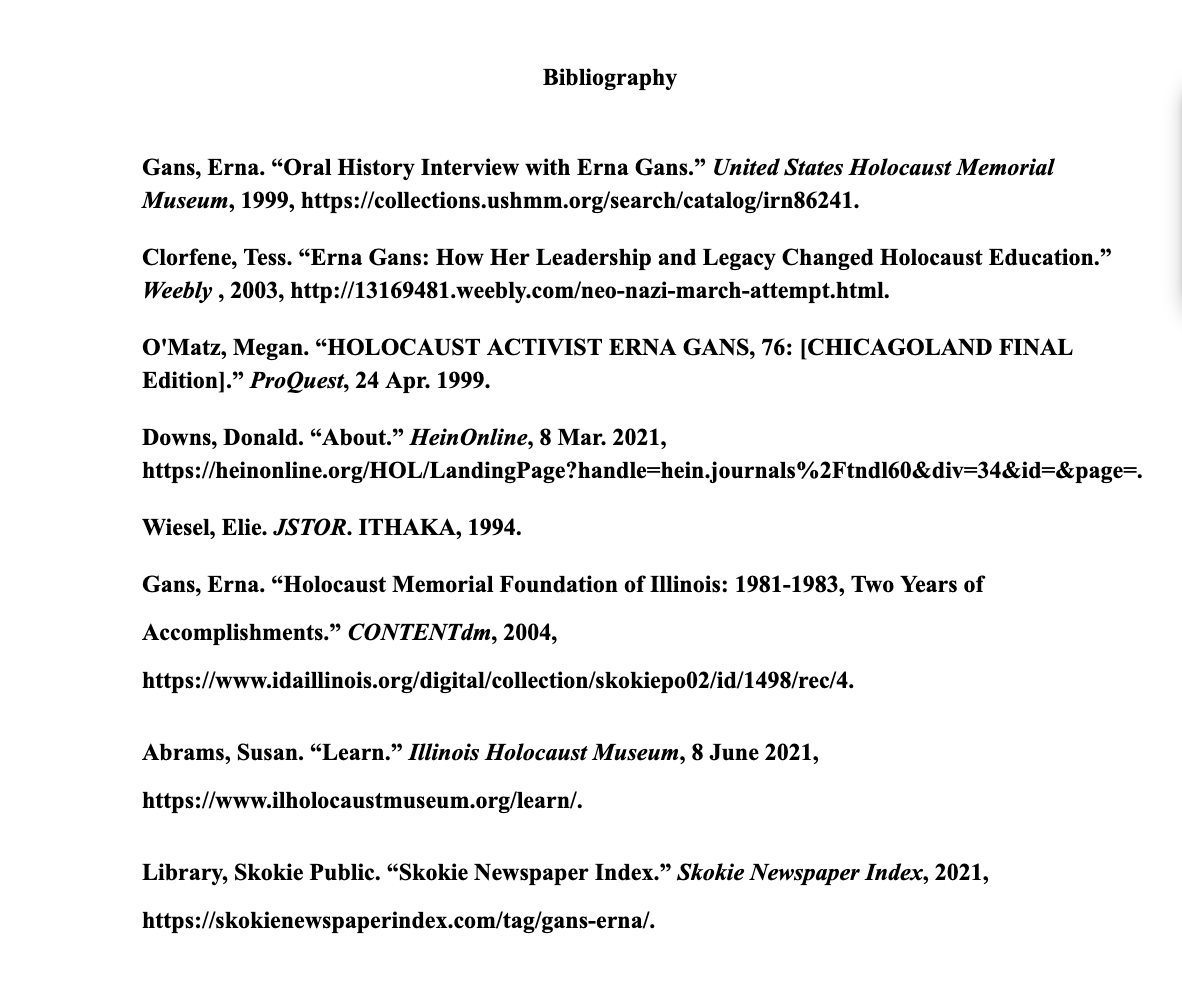 Bibliography
Gans, Erna. “Oral History Interview with Erna Gans.” United States Holocaust Memorial
Museum, 1999, https://collections.ushmm.org/search/catalog/irn86241.
Clorfene, Tess. “Erna Gans: How Her Leadership and Legacy Changed Holocaust Education.”
Weebly , 2003, http://13169481.weebly.com/neo-nazi-march-attempt.html.
O'Matz, Megan. “HOLOCAUST ACTIVIST ERNA GANS, 76: [CHICAGOLAND FINAL
Edition].” ProQuest, 24 Apr. 1999.
Downs, Donald. “About.” HeinOnline, 8 Mar. 2021,
https://heinonline.org/HOL/LandingPage?handle=hein.journals%2Ftndl60&div=34&id=&page=.
Wiesel, Elie. JSTOR. ITHAKA, 1994.
Gans, Erna. “Holocaust Memorial Foundation of Illinois: 1981-1983, Two Years of
Accomplishments.” CONTENTdm, 2004,
https://www.idaillinois.org/digital/collection/skokiepo02/id/1498/rec/4.
Abrams, Susan. “Learn.” Illinois Holocaust Museum, 8 June 2021,
https://www.ilholocaustmuseum.org/learn/.
Library, Skokie Public. “Skokie Newspaper Index.” Skokie Newspaper Index, 2021,
https://skokienewspaperindex.com/tag/gans-erna/.